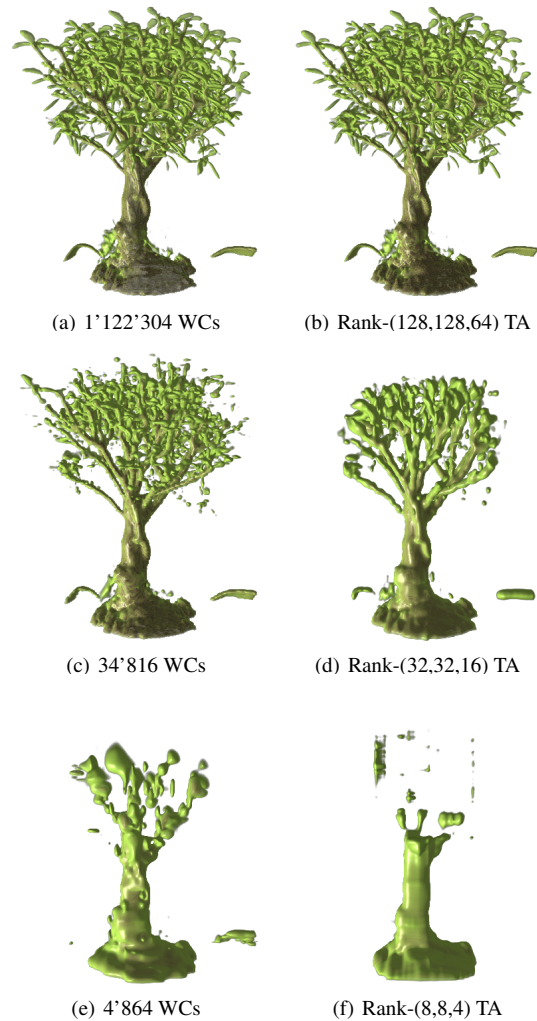 (a) 1'122'304 WCs
(b) Rank-(128,128,64) TA
(c) 34'816 WCs
(d) Rank-(32,32,16) TA
(e) 4'864 WCs
(f) Rank-(8,8,4) TA